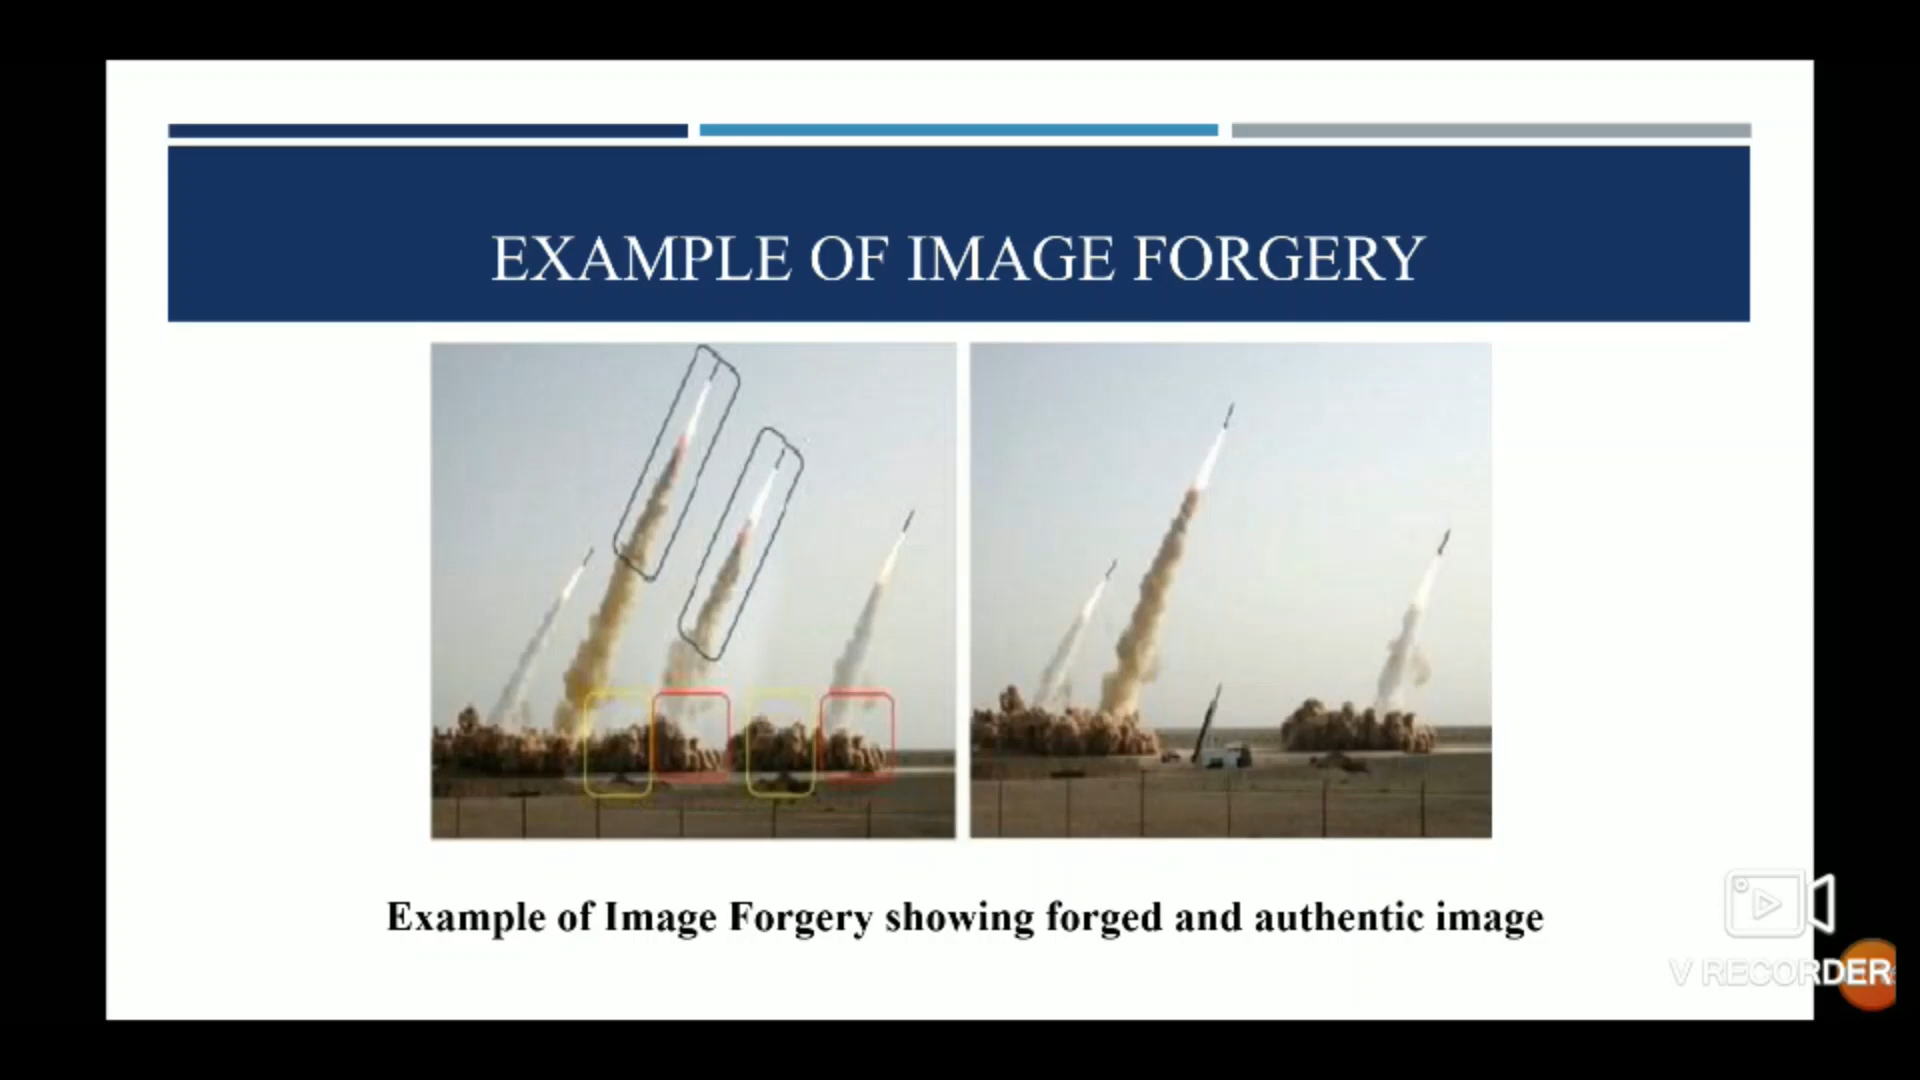 EXAMPLE OF IMAGE FORGERY
Example of Image Forgery showing forged and authentic image
V RECORDER